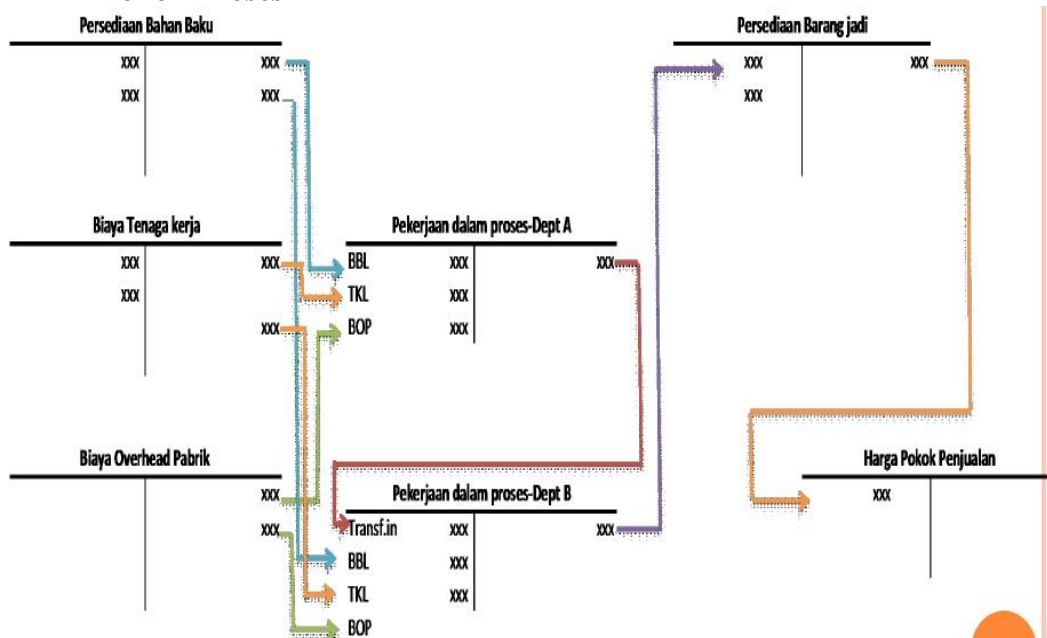 Persediaan Bahan Baku
xxx xxx
xxx xxx
Persediaan Barang jadi
xxx xxx
xxx
Biaya Tenaga kerja
xxx xxx
xxx
xxx
Pekerjaan dalam proses-Dept A
BBL xxx xxx
TKL xxx
BOP xxx
Biaya Overhead Pabrik
xxx
xxx
Pekerjaan dalam proses-Dept B
Transf.in xxx xxx
BBL xxx
TKL xxx
BOP
Harga Pokok Penjualan
xxx